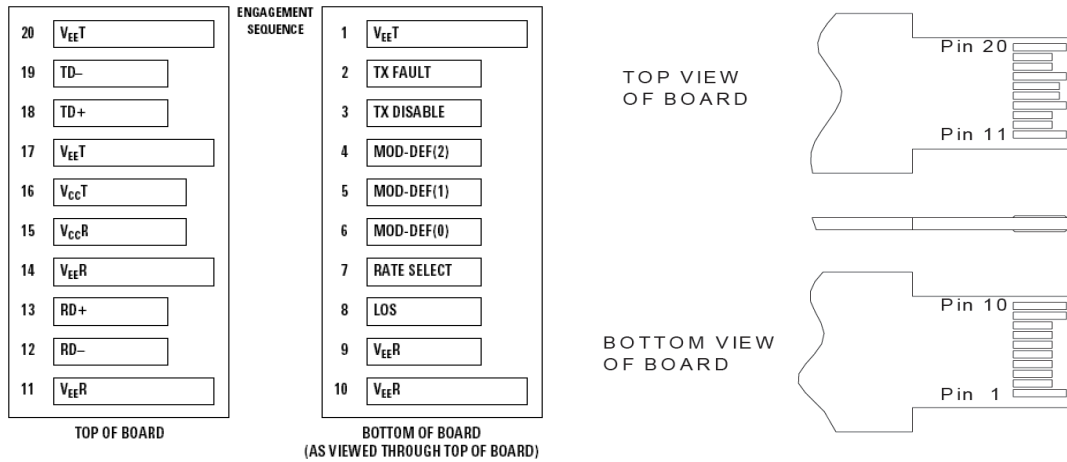 ENGAGEMENT
SEQUENCE
20 VEET
19 TD–
18 TD+
17 VEET
16 VCCT
15 VCCR
14 VEER
13 RD+
12 RD–
11 VEER
TOP OF BOARD
1 VEET
2 TX FAULT
3 TX DISABLE
4 MOD-DEF(2)
5 MOD-DEF(1)
6 MOD-DEF(0)
7 RATE SELECT
8 LOS
9 VEER
10 VEER
BOTTOM OF BOARD
(AS VIEWED THROUGH TOP OF BOARD)
TOP VIEW
OF BOARD
Pin 20
Pin 11
BOTTOM VIEW
OF BOARD
Pin 10
Pin 1